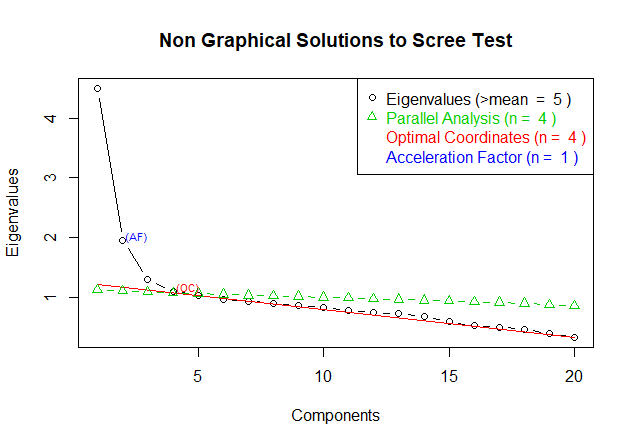 Non Graphical Solutions to Scree Test
Eigenvalues (>mean = 5 )
Parallel Analysis (n = 4 )
Optimal Coordinates (n = 4 )
Acceleration Factor (n = 1 )
(AF)
(OC)
Eigenvalues
4
3
2
1
5
10
15
20
Components